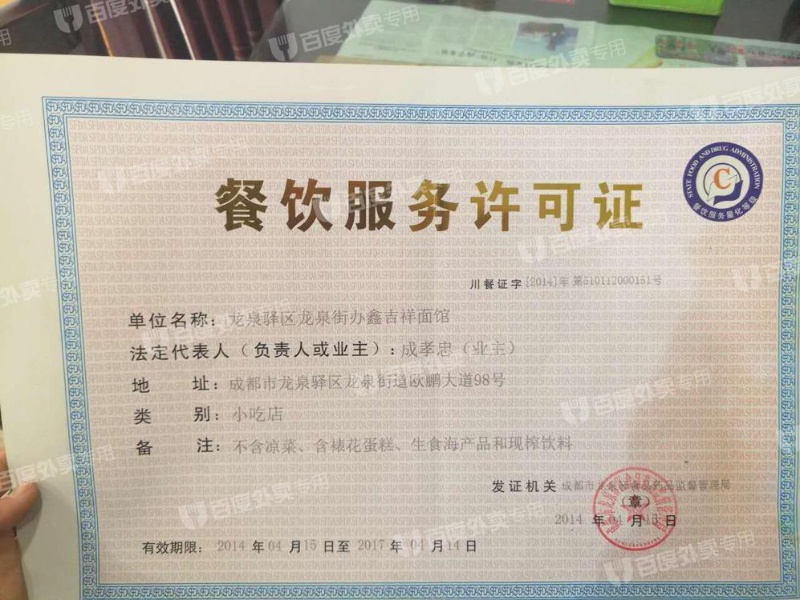 STATE FOOD AND DRUG ADMINISTRATION
C
餐饮服务量化等级
餐饮服务许可证
川餐证字[2014]年 第510112000151号
单位名称：龙泉驿区龙泉街办鑫吉祥面馆
法定代表人（负责人或业主）：成孝忠（业主）
地 址：成都市龙泉驿区龙泉街道欧鹏大道98号
类 别：小吃店
备 注：不含凉菜、含裱花蛋糕、生食海产品和现榨饮料
发证机关 成都市龙泉驿食品药品监督管理局
（章）
2014 年 04 月 15 日
有效期限： 2014 年 04 月 15 日至 2017 年 04 月 14 日
百度外卖专用